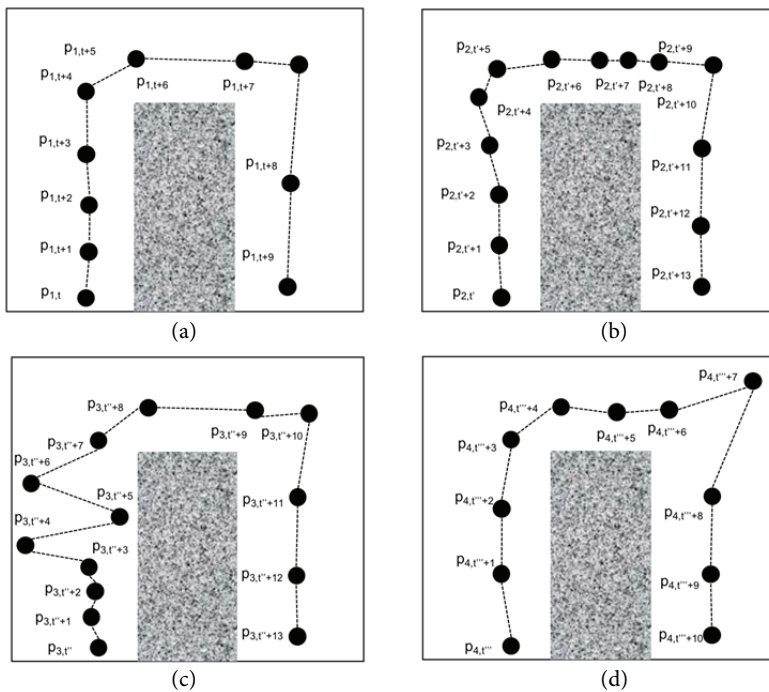 p1,t+5
p1,t+4
p1,t+6
p1,t+7
p1,t+3
p1,t+2
p1,t+8
p1,t+1
p1,t+9
p1,t
(a)
p2,t'+5
p2,t'+9
p2,t'+6
p2,t'+7
p2,t'+8
p2,t'+4
p2,t'+10
p2,t'+3
p2,t'+11
p2,t'+2
p2,t'+12
p2,t'+1
p2,t'+13
p2,t'
(b)
p3,t''+8
p3,t''+7
p3,t''+9
p3,t''+10
p3,t''+6
p3,t''+5
p3,t''+11
p3,t''+4
p3,t''+3
p3,t''+2
p3,t''+12
p3,t''+1
p3,t''+13
p3,t''
(c)
p4,t'''+7
p4,t'''+4
p4,t'''+3
p4,t'''+5
p4,t'''+6
p4,t'''+2
p4,t'''+8
p4,t'''+1
p4,t'''+9
p4,t'''+10
p4,t'''
(d)